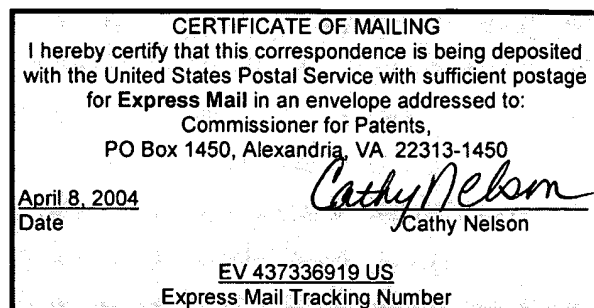 CERTIFICATE OF MAILING
I hereby certify that this correspondence is being deposited
with the United States Postal Service with sufficient postage
for Express Mail in an envelope addressed to:
Commissioner for Patents,
PO Box 1450, Alexandria, VA 22313-1450
Cathy Nelson
April 8, 2004
Date Cathy Nelson
EV 437336919 US
Express Mail Tracking Number